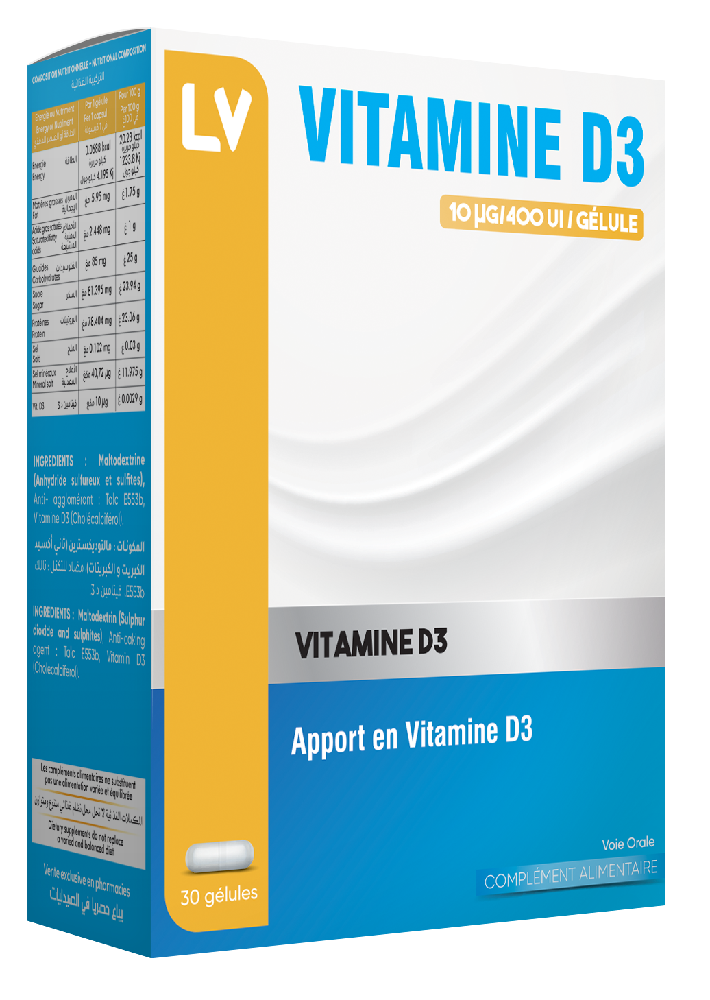 COMPOSITION NUTRITIONNELLE - NUTRITIONAL COMPOSITION
التركيبة الغذائية
Energie ou Nutriment
Energy or Nutriment
الطاقة أو العنصر المغذي
Par 1 gélule
Per 1 capsul
في 1 كبسولة
Pour 100 g
Per 100 g
في 100غ
Energie
Energy
الطاقة
0.0688 kcal
كيلو حريرة
4.195 Kj كيلو جول
20.23 kcal
كيلو حريرة
1233.8 Kj
كيلو جول
Matières grasses الدهون
Fat الإجمالية
5.95 mg مغ
1.75 g غ
Acide gras saturés الأحماض
Saturated fatty الدهنية
acids المشبعة
2.448 mg مغ
1 g غ
Glucides الغلوسيدات
Carbohydrates
85 mg مغ
25 g غ
Sucre السكر
Sugar
81.396 mg مغ
23.94 g غ
Protéines البروتينات
Protein
78.404 mg مغ
23.06 g غ
Sel الملح
Salt
0.102 mg مغ
0.03 g غ
Sel minéraux الأملاح
Mineral salt المعدنية
40,72 µg مكغ
11.975 g غ
Vit. D3 فيتامين د 3
10 µg مكغ
0.0029 g غ
INGREDIENTS : Maltodextrine
(Anhydride sulfureux et sulfites),
Anti- agglomérant : Talc E553b,
Vitamine D3 (Cholécalciférol).
المكونات : مالتوديكسترين (ثاني أكسيد
الكبريت و الكبريتات)، مضاد للتكتل : تالك
E553b، فيتامين د 3.
INGREDIENTS : Maltodextrin (Sulphur
dioxide and sulphites), Anti-caking
agent : Talc E553b, Vitamin D3
(Cholecalciferol).
Les compléments alimentaires ne substituent
pas une alimentation variée et équilibrée
المكملات الغذائية لا تحل محل نظام غذائي متنوع ومتوازن
Dietary supplements do not replace
a varied and balanced diet
Vente exclusive en pharmacies
يباع حصريا في الصيدليات
LV
VITAMINE D3
10 µG/400 UI / GÉLULE
VITAMINE D3
Apport en Vitamine D3
30 gélules
Voie Orale
COMPLÉMENT ALIMENTAIRE